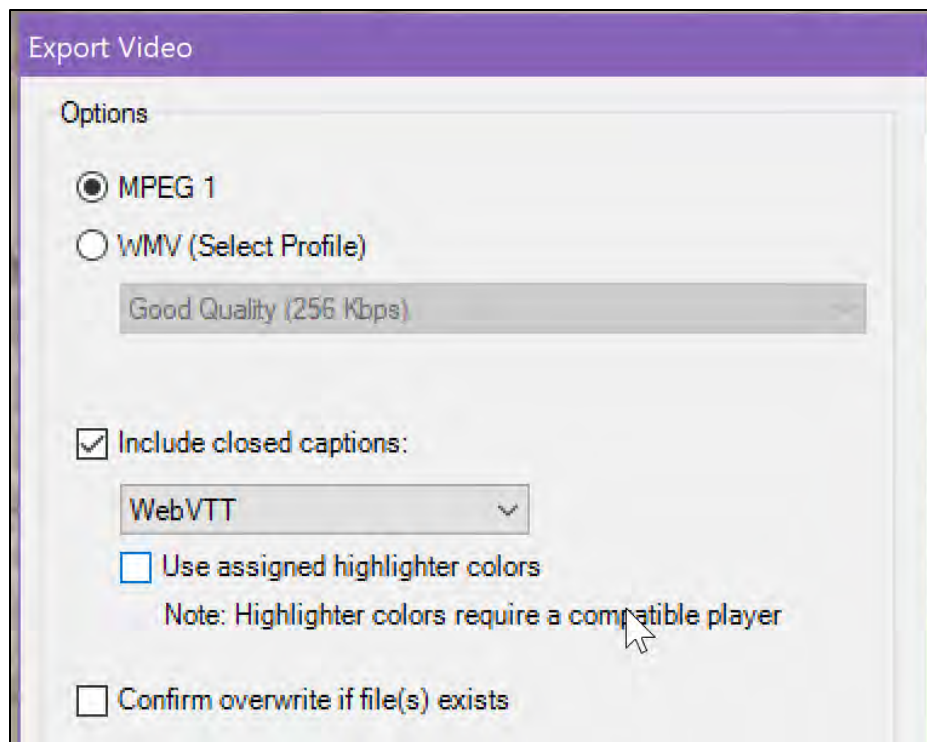 Export Video
Options
MPEG 1
WMV (Select Profile)
Good Quality (256 Kbps)
Include closed captions:
WebVTT
Use assigned highlighter colors
Note: Highlighter colors require a compatible player
Confirm overwrite if file(s) exists